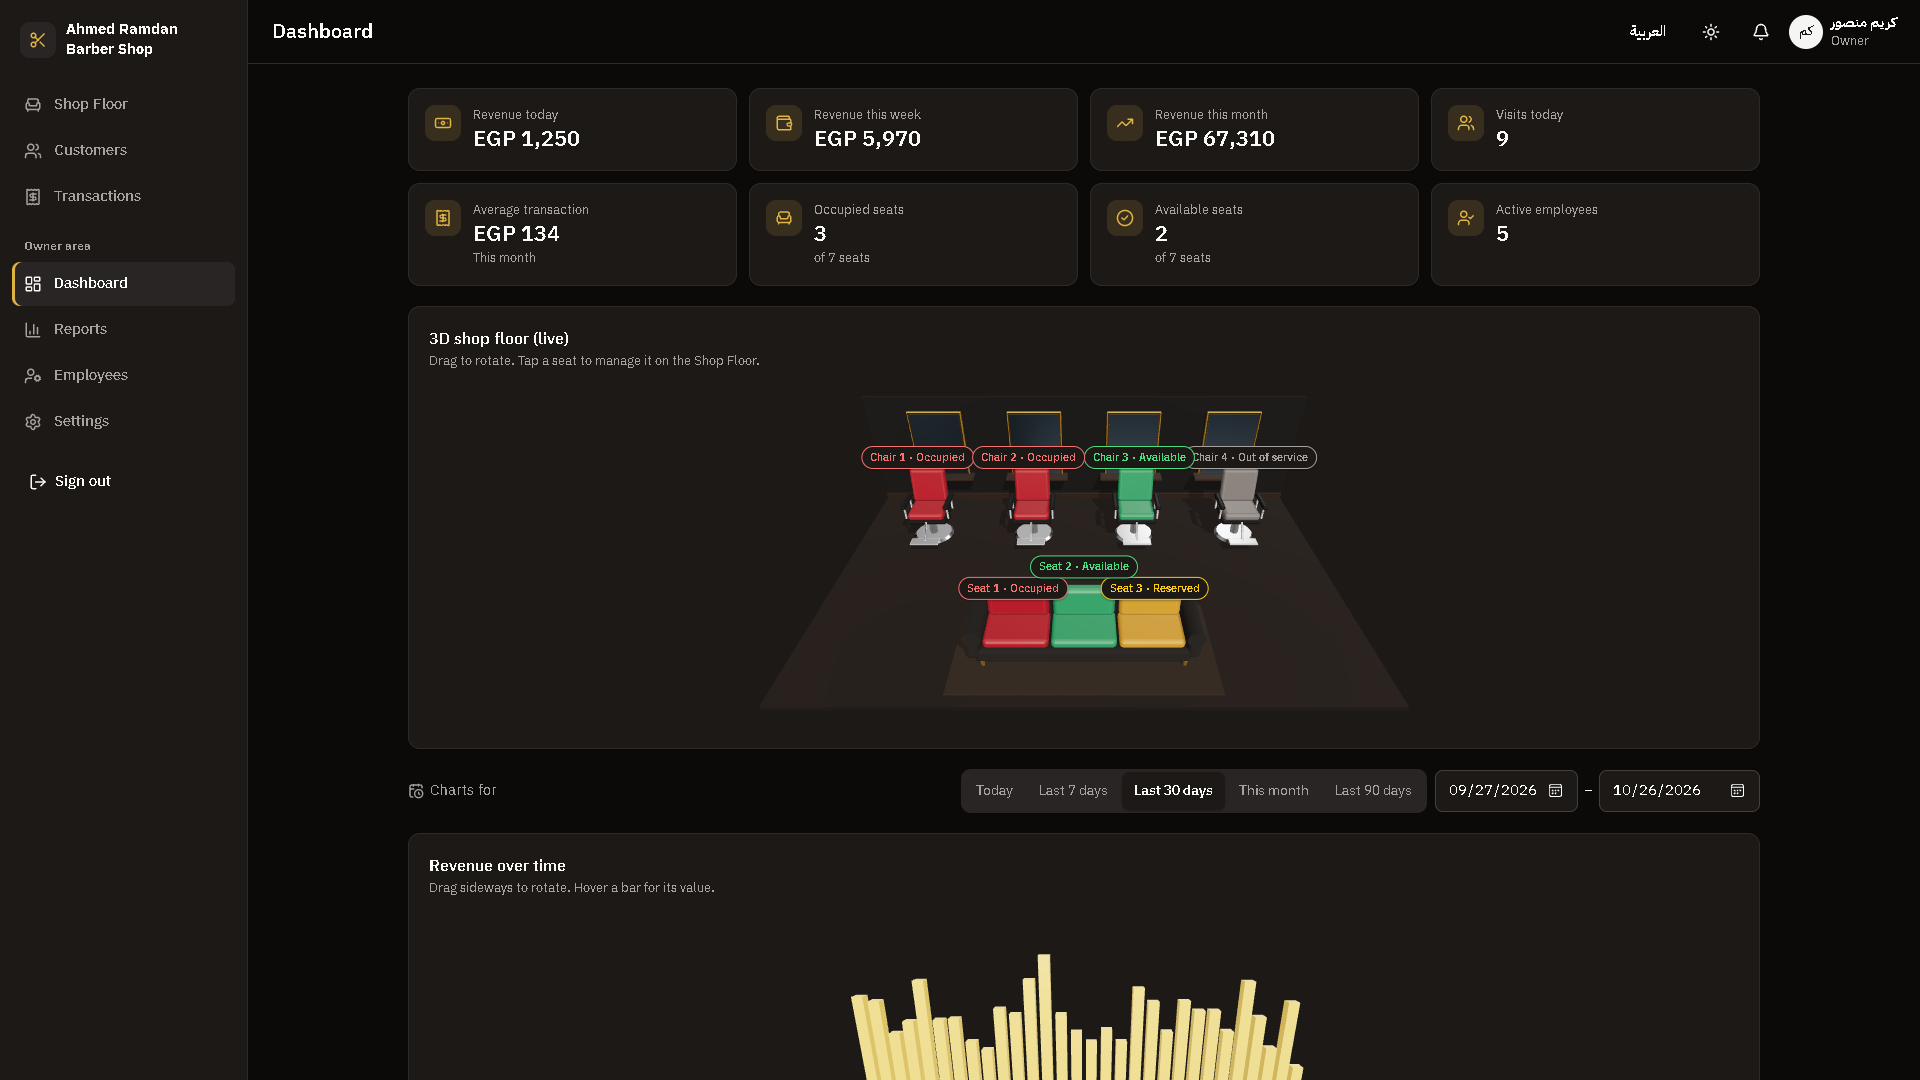 Ahmed Ramdan
Barber Shop
Shop Floor
Customers
Transactions
Owner area
Dashboard
Reports
Employees
Settings
Sign out
Dashboard
العربية
كم
كريم منصور
Owner
Revenue today
EGP 1,250
Revenue this week
EGP 5,970
Revenue this month
EGP 67,310
Visits today
9
Average transaction
EGP 134
This month
Occupied seats
3
of 7 seats
Available seats
2
of 7 seats
Active employees
5
3D shop floor (live)
Drag to rotate. Tap a seat to manage it on the Shop Floor.
Chair 1 · Occupied
Chair 2 · Occupied
Chair 3 · Available
Chair 4 · Out of service
Seat 2 · Available
Seat 1 · Occupied
Seat 3 · Reserved
Charts for
Today
Last 7 days
Last 30 days
This month
Last 90 days
09/27/2026
–
10/26/2026
Revenue over time
Drag sideways to rotate. Hover a bar for its value.